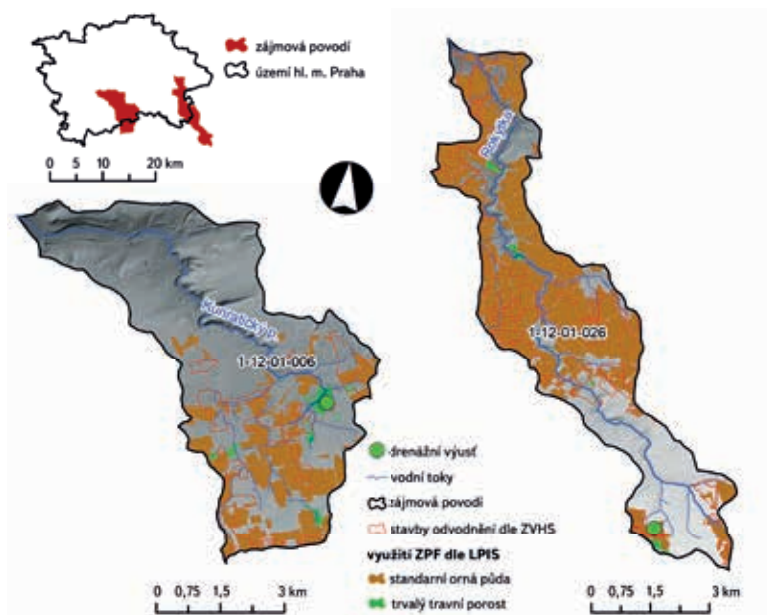 zájmová povodí
území hl. m. Praha
0 5 10 20 km
Rokytka
Kunratický p.
1-12-01-006
1-12-01-026
drenážní výusť
vodní toky
zájmová povodí
stavby odvodnění dle ZVHS
využití ZPF dle LPIS
standarní orná půda
trvalý travní porost
0 0,75 1,5 3 km
0 0,75 1,5 3 km